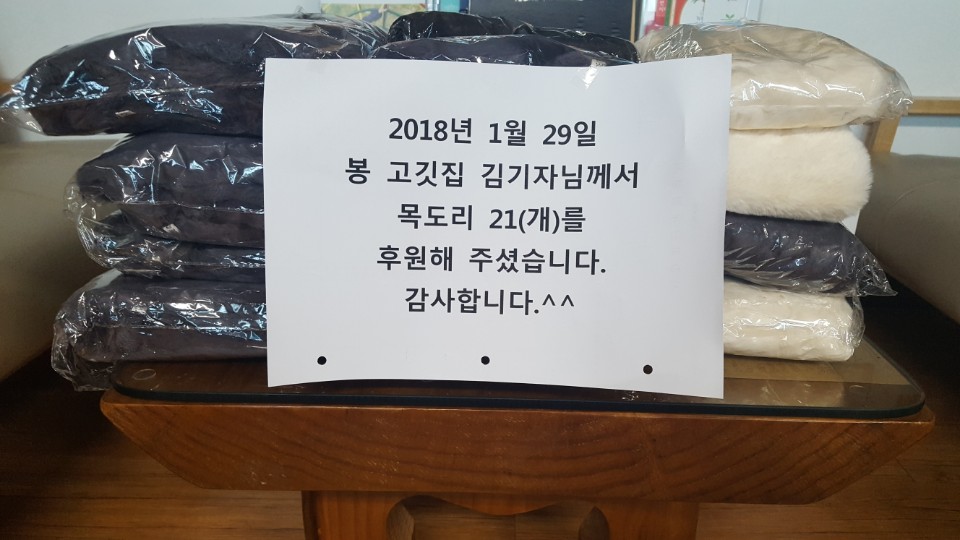 2018년 1월 29일
봉 고깃집 김기자님께서
목도리 21(개)를
후원해 주셨습니다.
감사합니다.^^